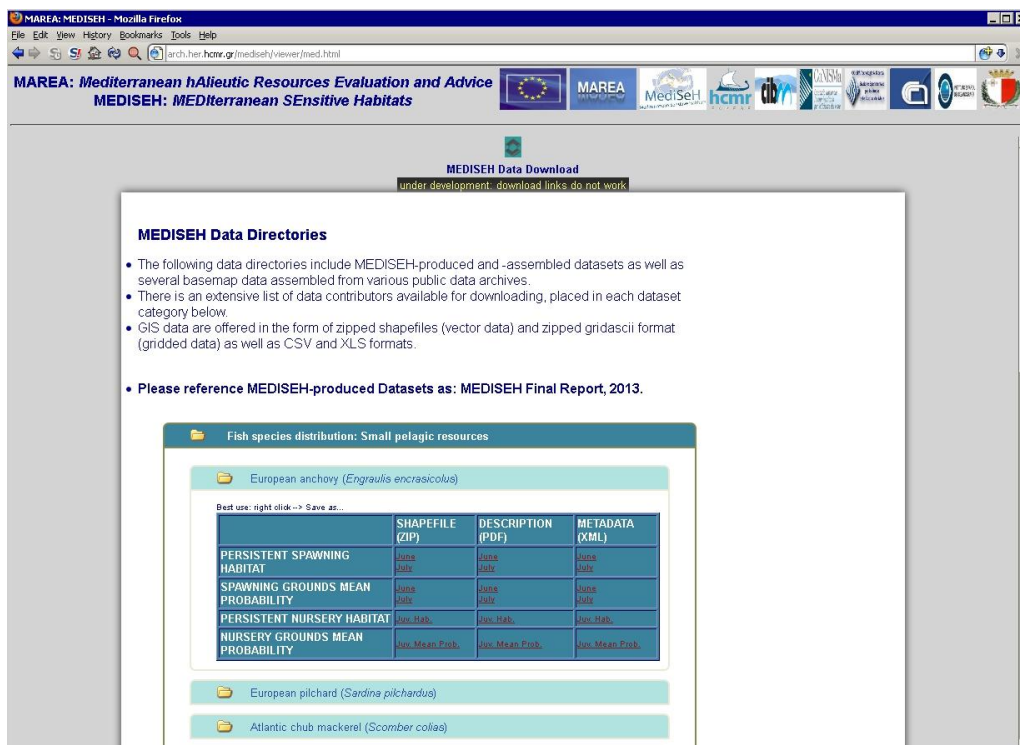 MAREA: MEDISEH - Mozilla Firefox
File Edit View History Bookmarks Tools Help
arch.her.hcmr.gr/mediseh/viewer/med.html
MAREA: Mediterranean hAlieutic Resources Evaluation and Advice
MEDISEH: MEDIterranean SEnsitive Habitats
MAREA
MediSeH
hcmr
MEDISEH Data Download
under development: download links do not work
MEDISEH Data Directories
• The following data directories include MEDISEH-produced and -assembled datasets as well as
several basemap data assembled from various public data archives.
• There is an extensive list of data contributors available for downloading, placed in each dataset
category below.
• GIS data are offered in the form of zipped shapefiles (vector data) and zipped gridascii format
(gridded data) as well as CSV and XLS formats.
• Please reference MEDISEH-produced Datasets as: MEDISEH Final Report, 2013.
Fish species distribution: Small pelagic resources
European anchovy (Engraulis encrasicolus)
Best use: right click --> Save as...
SHAPEFILE (ZIP) DESCRIPTION (PDF) METADATA (XML)
PERSISTENT SPAWNING HABITAT June July June July June July
SPAWNING GROUNDS MEAN PROBABILITY June July June July June July
PERSISTENT NURSERY HABITAT Juv. Hab. Juv. Hab. Juv. Hab.
NURSERY GROUNDS MEAN PROBABILITY Juv. Mean Prob. Juv. Mean Prob. Juv. Mean Prob.
European pilchard (Sardina pilchardus)
Atlantic chub mackerel (Scomber colias)